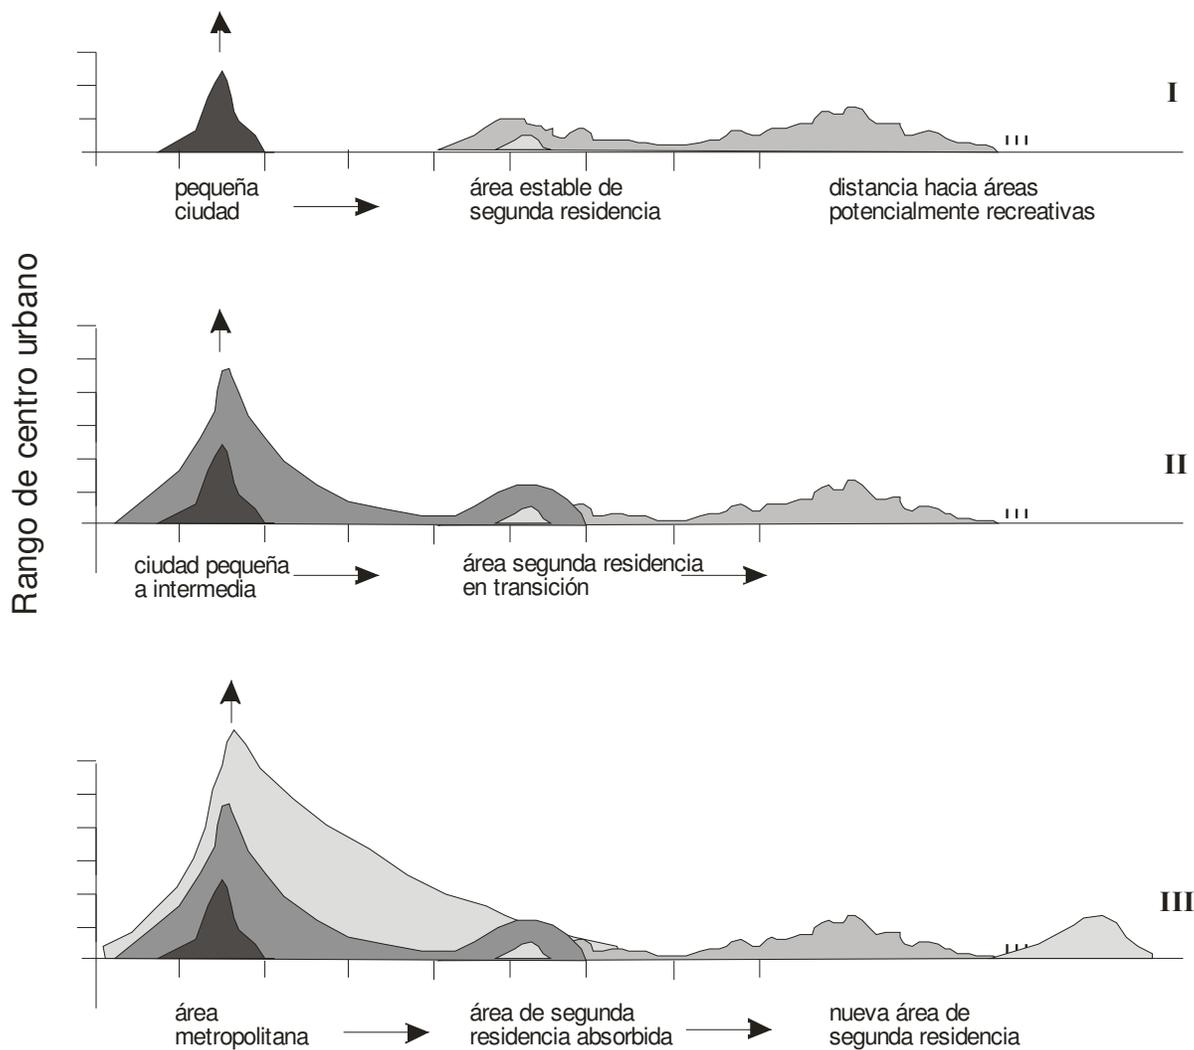 I
pequeña
ciudad
área estable de
segunda residencia
distancia hacia áreas
potencialmente recreativas
Rango de centro urbano
II
ciudad pequeña
a intermedia
área segunda residencia
en transición
III
área
metropolitana
área de segunda
residencia absorbida
nueva área de
segunda residencia